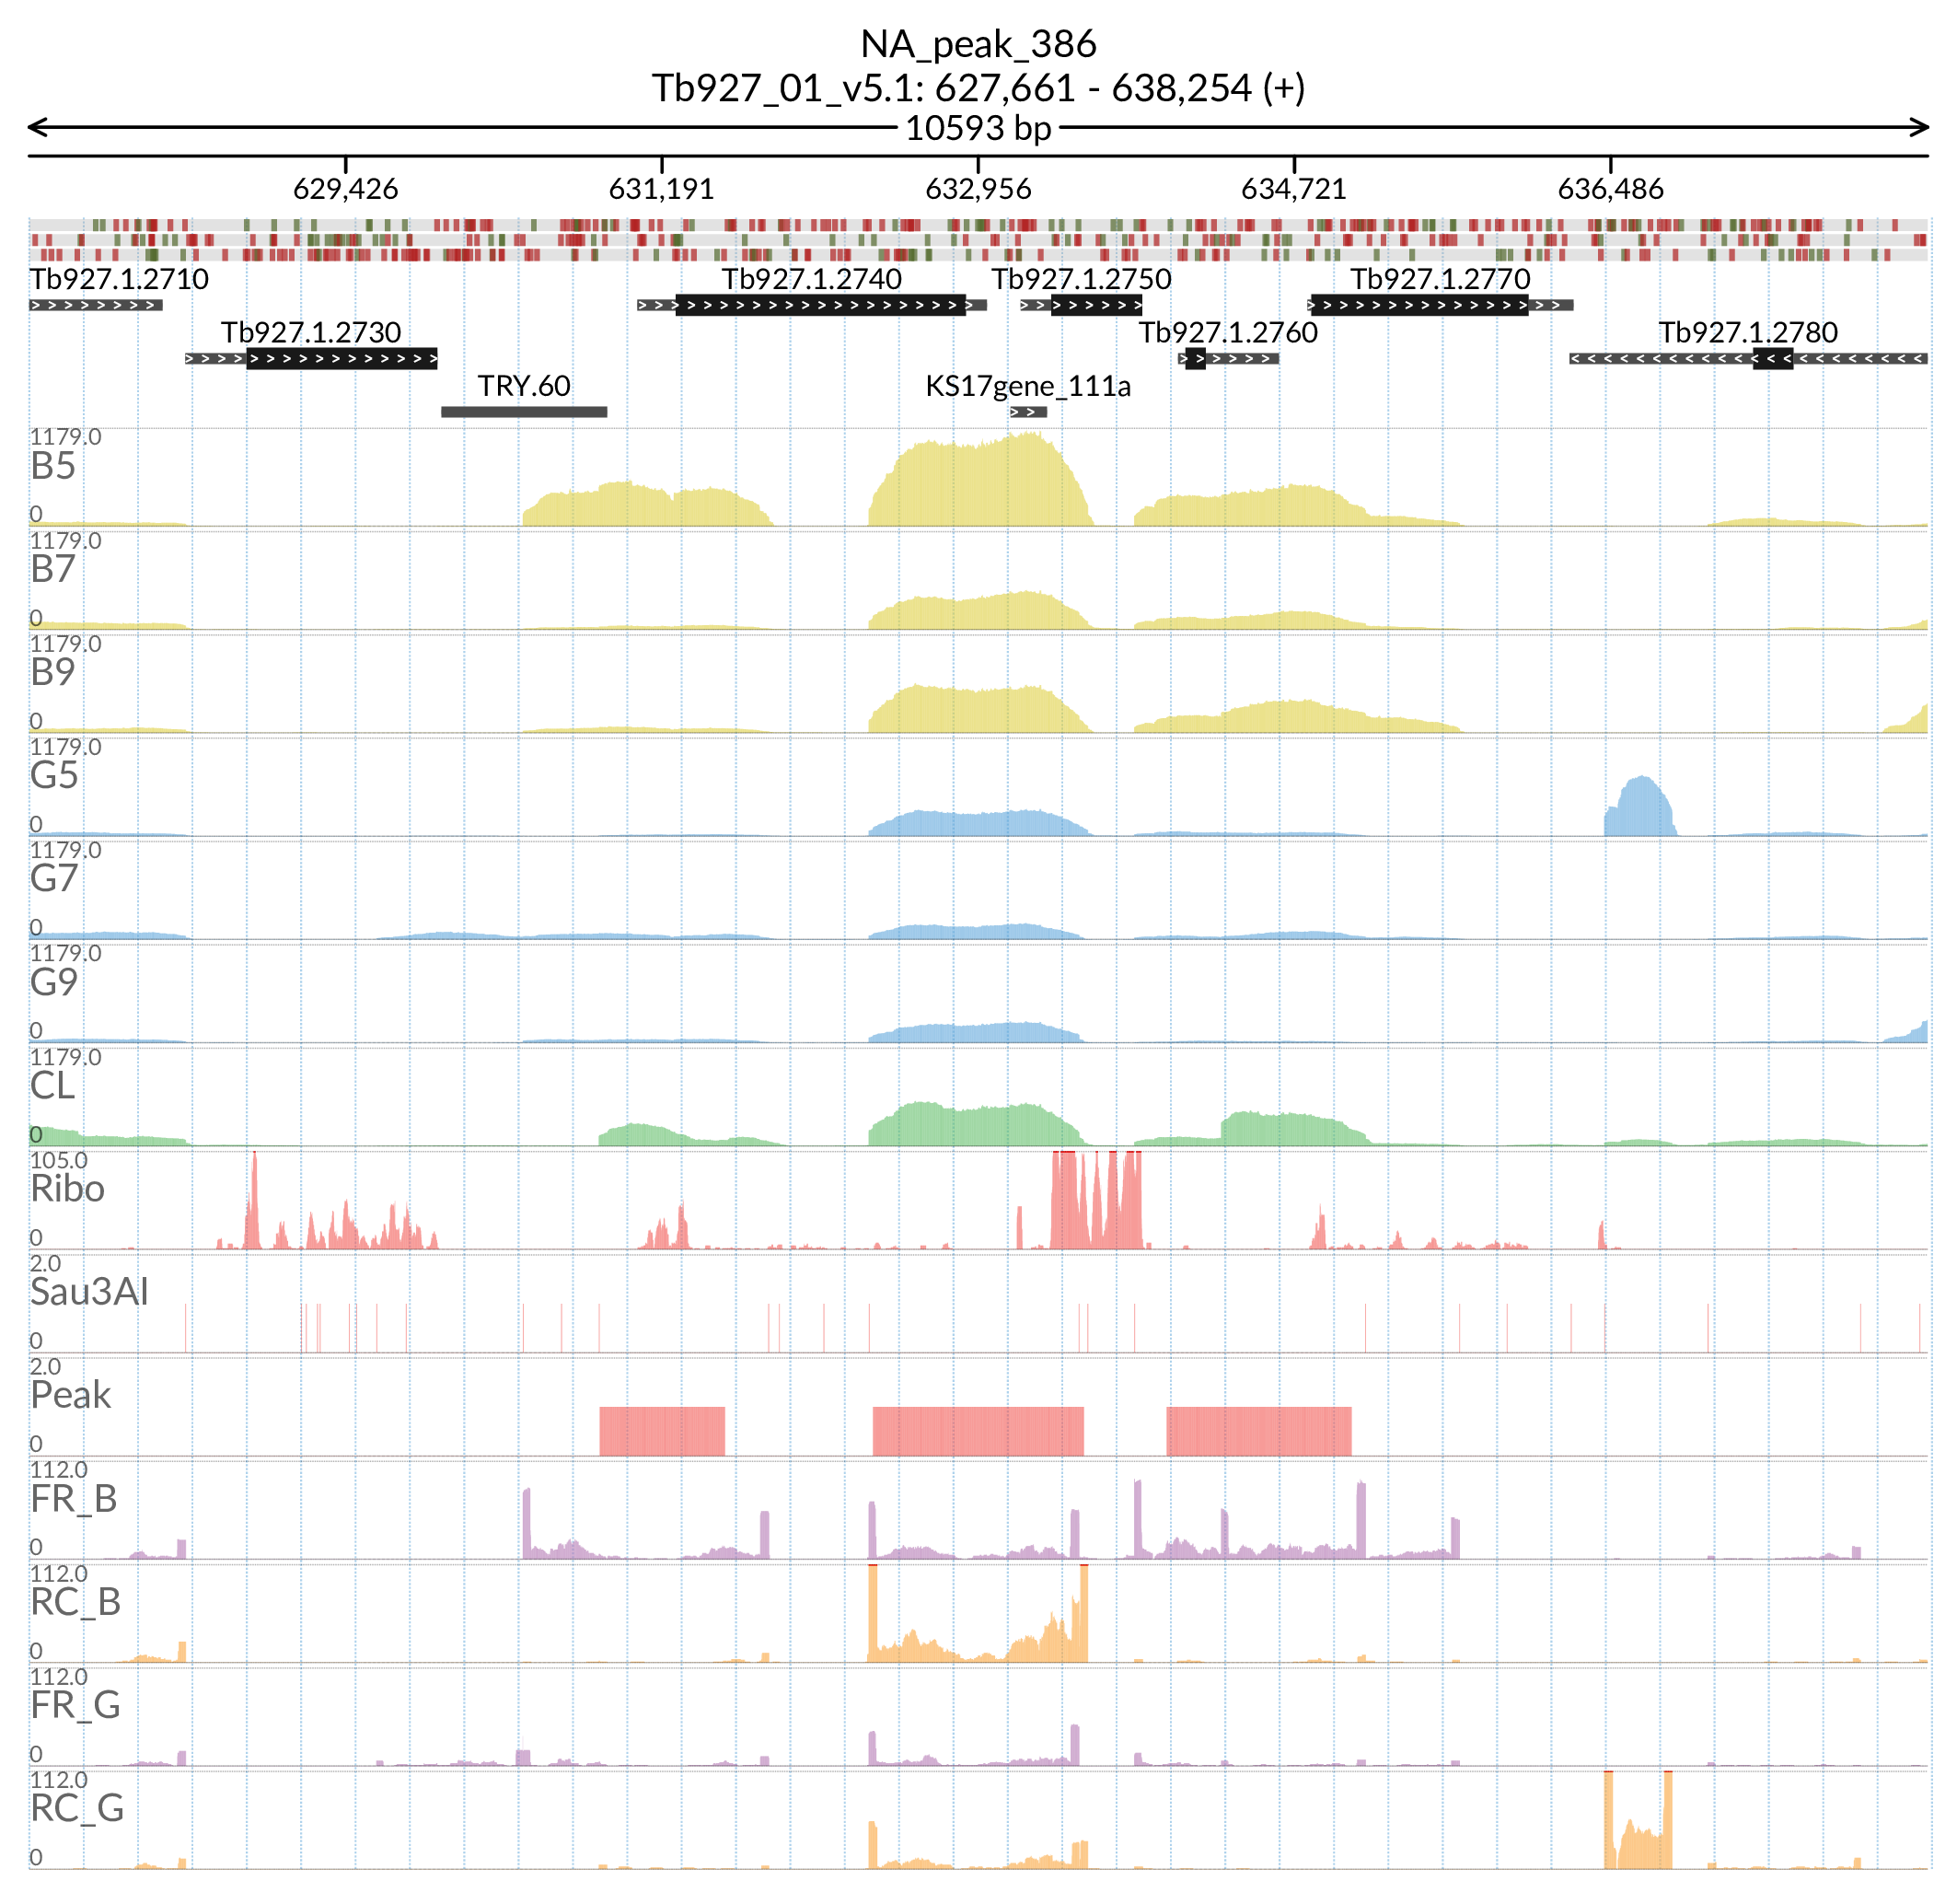 NA_peak_386
Tb927_01_v5.1: 627,661 - 638,254 (+)
10593 bp
629,426 631,191 632,956 634,721 636,486
Tb927.1.2710 Tb927.1.2740 Tb927.1.2750 Tb927.1.2770
Tb927.1.2730 Tb927.1.2760 Tb927.1.2780
TRY.60 KS17gene_111a
1179.0
B5
0
1179.0
B7
0
1179.0
B9
0
1179.0
G5
0
1179.0
G7
0
1179.0
G9
0
1179.0
CL
0
105.0
Ribo
0
2.0
Sau3AI
0
2.0
Peak
0
112.0
FR_B
0
112.0
RC_B
0
112.0
FR_G
0
112.0
RC_G
0